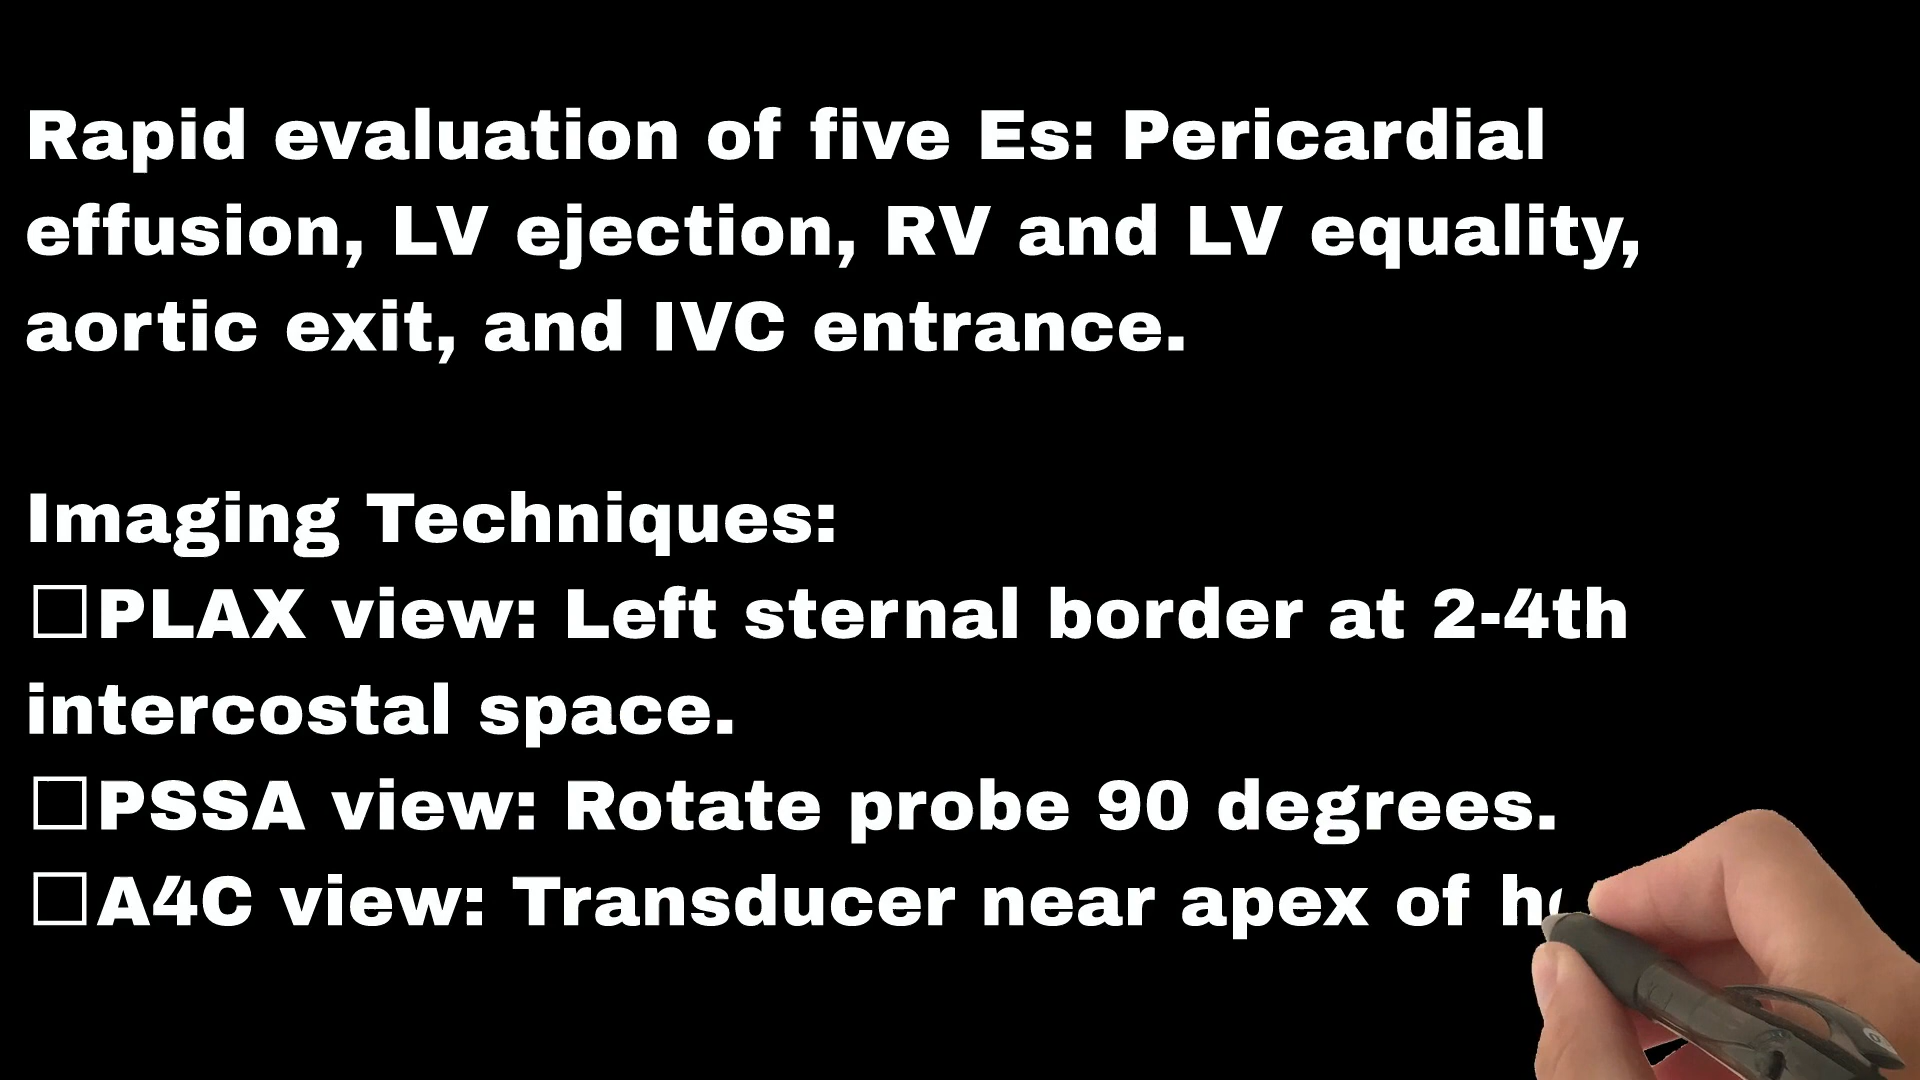 Rapid evaluation of five Es: Pericardial
effusion, LV ejection, RV and LV equality,
aortic exit, and IVC entrance.
Imaging Techniques:
☐PLAX view: Left sternal border at 2-4th
intercostal space.
☐PSSA view: Rotate probe 90 degrees.
☐A4C view: Transducer near apex of